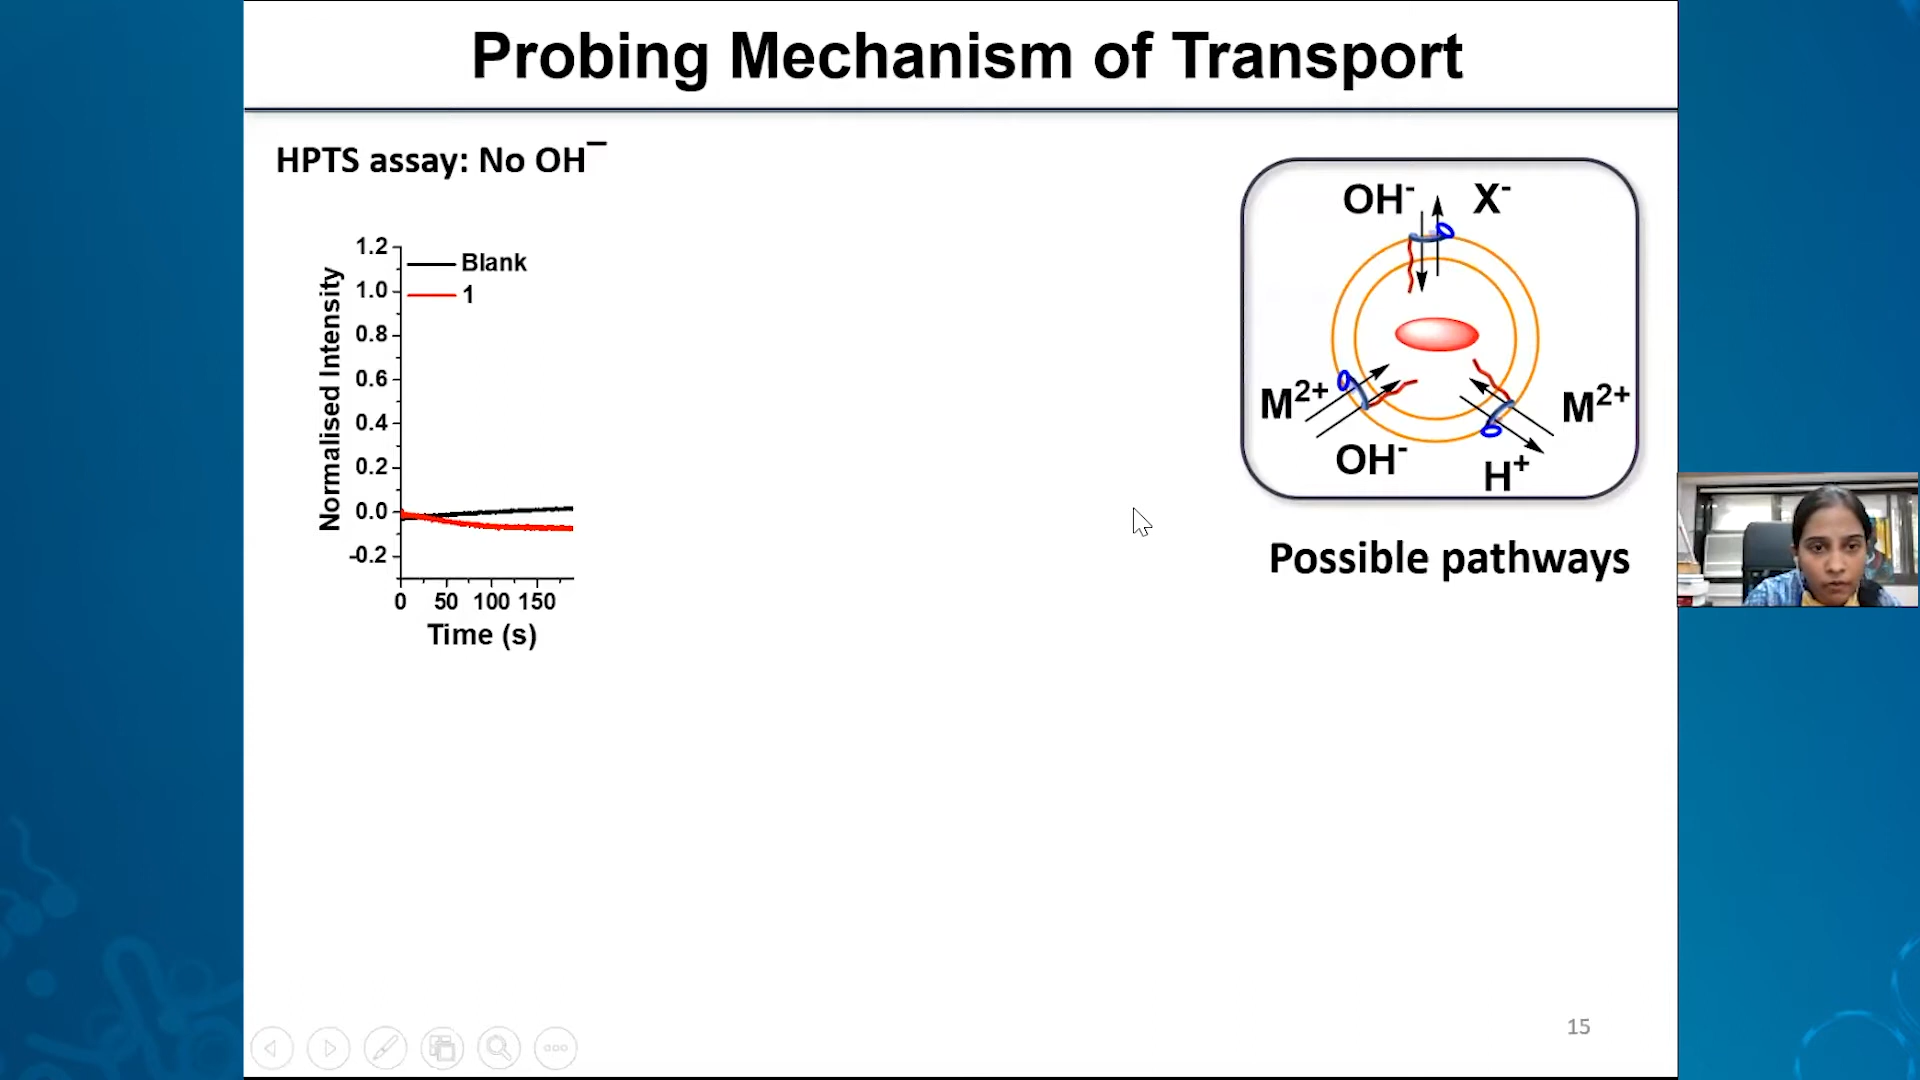 Probing Mechanism of Transport
HPTS assay: No OH⁻
1.2
1.0
0.8
0.6
0.4
0.2
0.0
-0.2
Normalised Intensity
Blank
1
0 50 100 150
Time (s)
OH⁻ X⁻
M²⁺ M²⁺
OH⁻ H⁺
Possible pathways
15